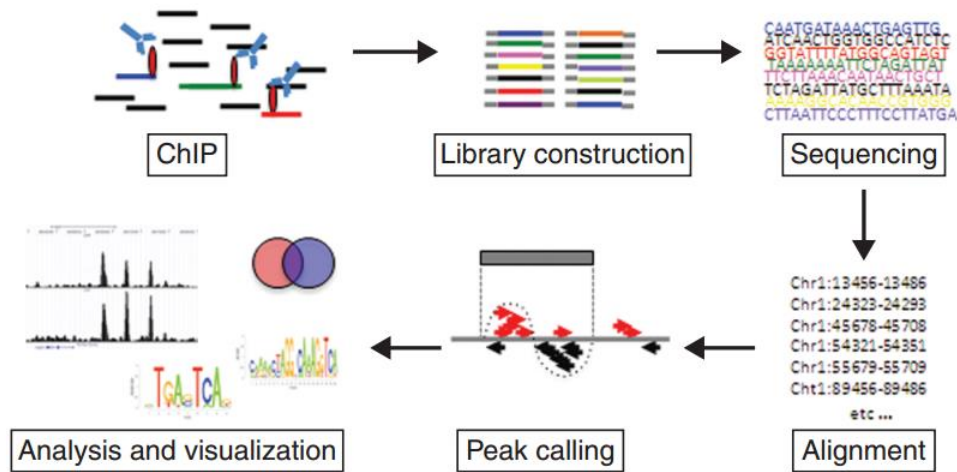 CAATGATAAACTGAGTTG
ATCAACTGGTGGCCATCTC
GGTATTTTATGGCAGTAGT
TAAAAAAATTCTAGATTAT
TTCTTAAACAATAACTGCT
TCTAGATTATGCTTTAAATA
AAAAGGCACAACCGTGGG
CTTAATTCCCTTTCCTTATGA
ChIP
Library construction
Sequencing
Chr1:13456-13486
Chr1:24323-24293
Chr1:45678-45708
Chr1:54321-54351
Chr1:55679-55709
Cht1:89456-89486
etc ...
Analysis and visualization
Peak calling
Alignment